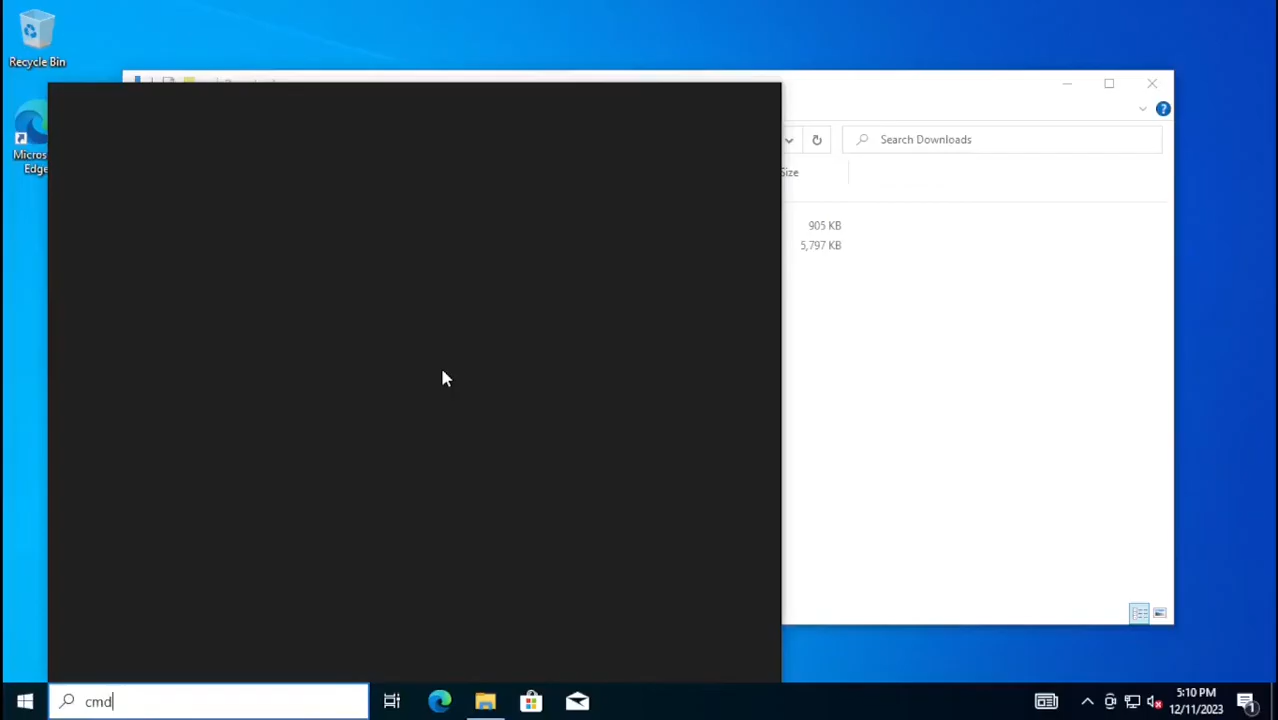 Recycle Bin
Micros
Edge
Search Downloads
Size
905 KB
5,797 KB
cmd
5:10 PM
12/11/2023
1